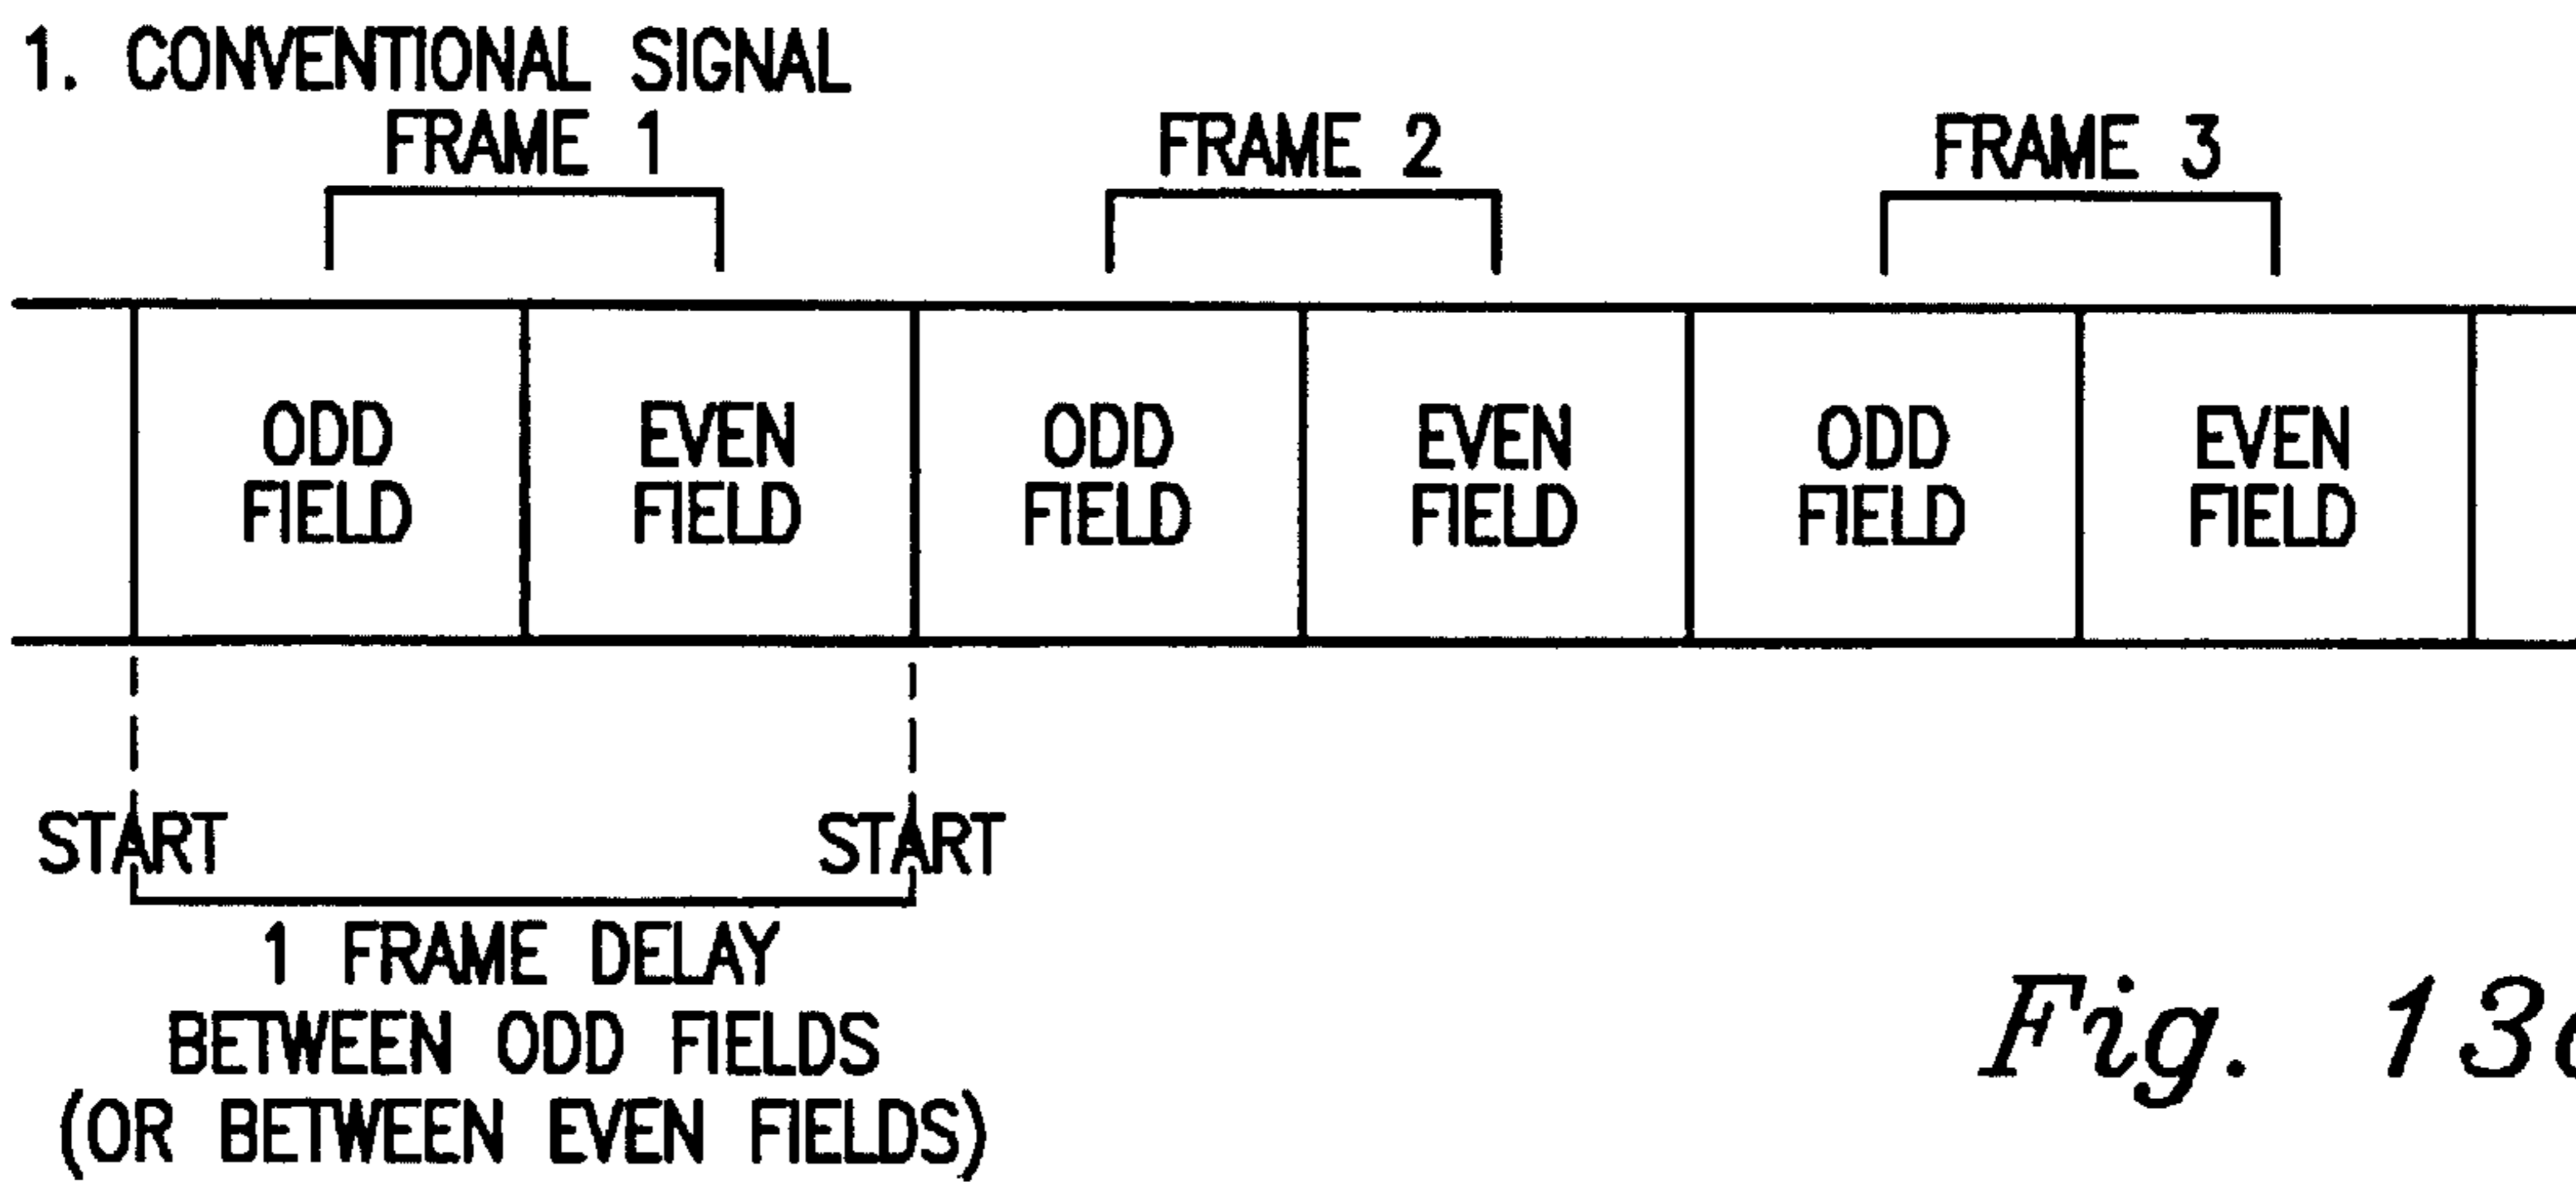 1. CONVENTIONAL SIGNAL
FRAME 1
FRAME 2
FRAME 3
ODD
FIELD
EVEN
FIELD
ODD
FIELD
EVEN
FIELD
ODD
FIELD
EVEN
FIELD
START
START
1 FRAME DELAY
BETWEEN ODD FIELDS
(OR BETWEEN EVEN FIELDS)
Fig.